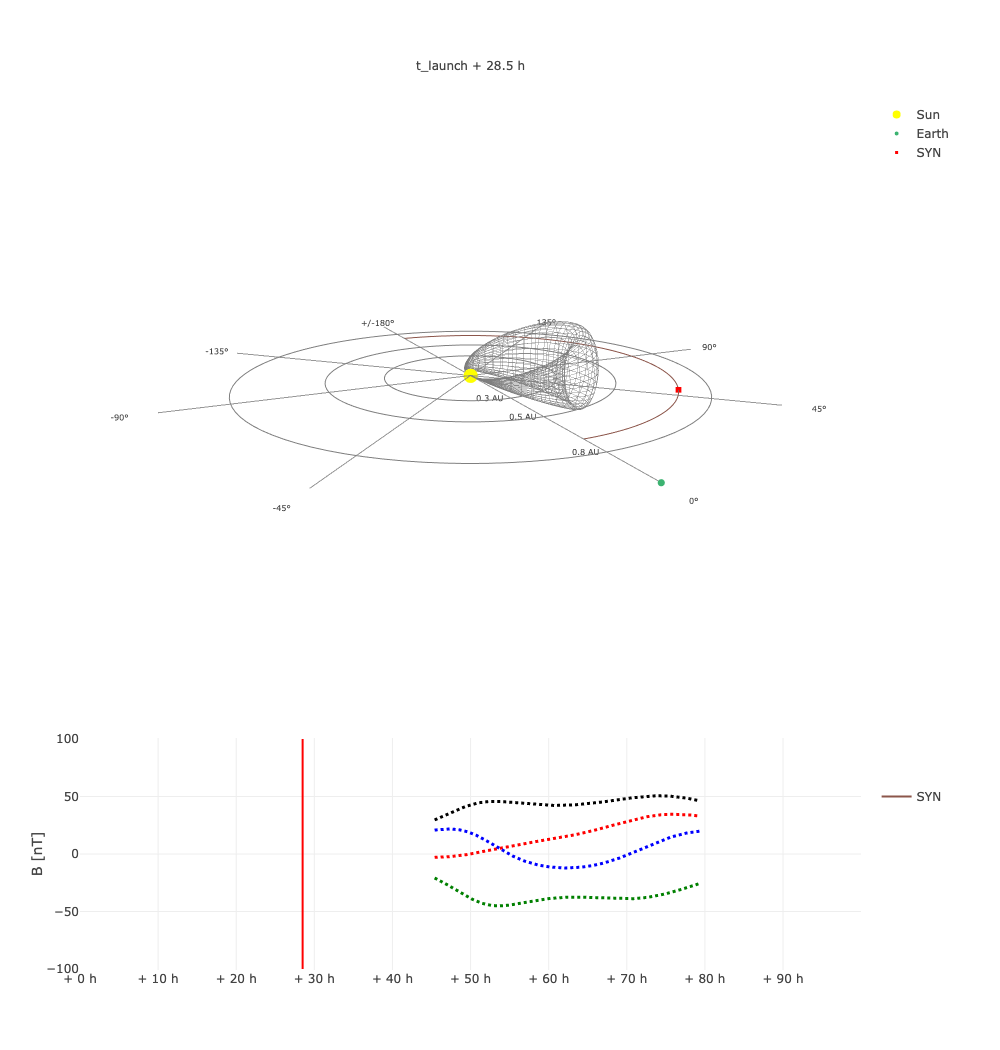 t_launch + 28.5 h
Sun
Earth
SYN
+/-180°
135°
-135°
90°
-90°
45°
0.3 AU
0.5 AU
0.8 AU
0°
-45°
100
50
0
−50
−100
B [nT]
SYN
+ 0 h
+ 10 h
+ 20 h
+ 30 h
+ 40 h
+ 50 h
+ 60 h
+ 70 h
+ 80 h
+ 90 h